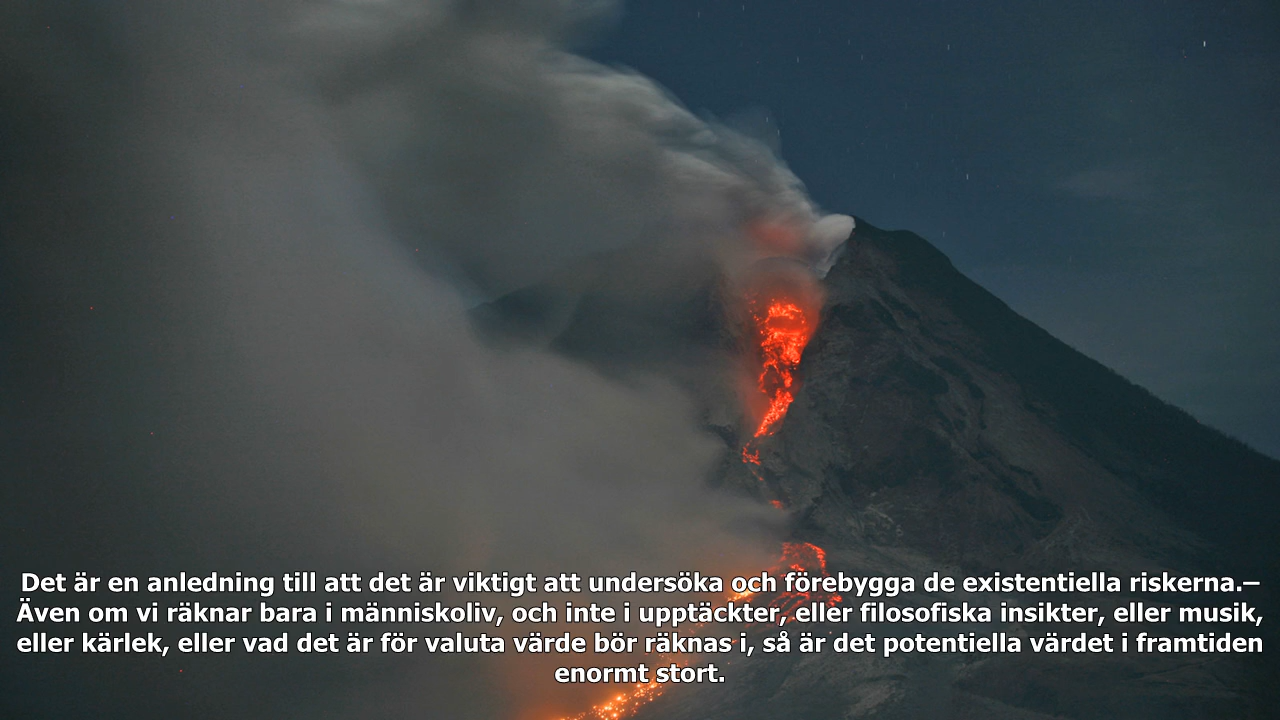 Det är en anledning till att det är viktigt att undersöka och förebygga de existentiella riskerna.–
Även om vi räknar bara i människoliv, och inte i upptäckter, eller filosofiska insikter, eller musik,
eller kärlek, eller vad det är för valuta värde bör räknas i, så är det potentiella värdet i framtiden
enormt stort.